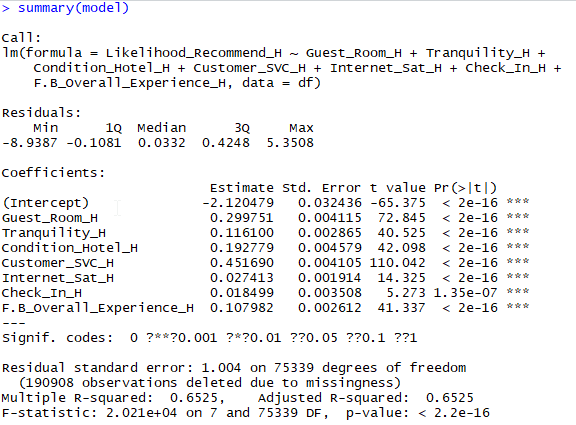 > summary(model)
Call:
lm(formula = Likelihood_Recommend_H ~ Guest_Room_H + Tranquility_H +
Condition_Hotel_H + Customer_SVC_H + Internet_Sat_H + Check_In_H +
F.B_Overall_Experience_H, data = df)
Residuals:
Min 1Q Median 3Q Max
-8.9387 -0.1081 0.0332 0.4248 5.3508
Coefficients:
Estimate Std. Error t value Pr(>|t|)
(Intercept) -2.120479 0.032436 -65.375 < 2e-16 ***
Guest_Room_H 0.299751 0.004115 72.845 < 2e-16 ***
Tranquility_H 0.116100 0.002865 40.525 < 2e-16 ***
Condition_Hotel_H 0.192779 0.004579 42.098 < 2e-16 ***
Customer_SVC_H 0.451690 0.004105 110.042 < 2e-16 ***
Internet_Sat_H 0.027413 0.001914 14.325 < 2e-16 ***
Check_In_H 0.018499 0.003508 5.273 1.35e-07 ***
F.B_Overall_Experience_H 0.107982 0.002612 41.337 < 2e-16 ***
---
Signif. codes: 0 ?**?0.001 ?*?0.01 ??0.05 ??0.1 ??1
Residual standard error: 1.004 on 75339 degrees of freedom
(190908 observations deleted due to missingness)
Multiple R-squared: 0.6525, Adjusted R-squared: 0.6525
F-statistic: 2.021e+04 on 7 and 75339 DF, p-value: < 2.2e-16